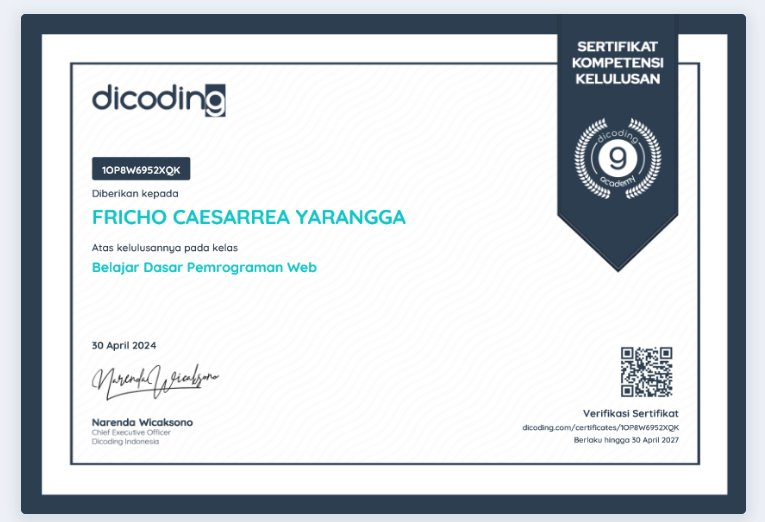 SERTIFIKAT
KOMPETENSI
KELULUSAN
dicoding
dicoding
academy
1OP8W6952XQK
Diberikan kepada
FRICHO CAESARREA YARANGGA
Atas kelulusannya pada kelas
Belajar Dasar Pemrograman Web
30 April 2024
Narenda Wicaksono
Narenda Wicaksono
Chief Executive Officer
Dicoding Indonesia
Verifikasi Sertifikat
dicoding.com/certificates/1OP8W6952XQK
Berlaku hingga 30 April 2027